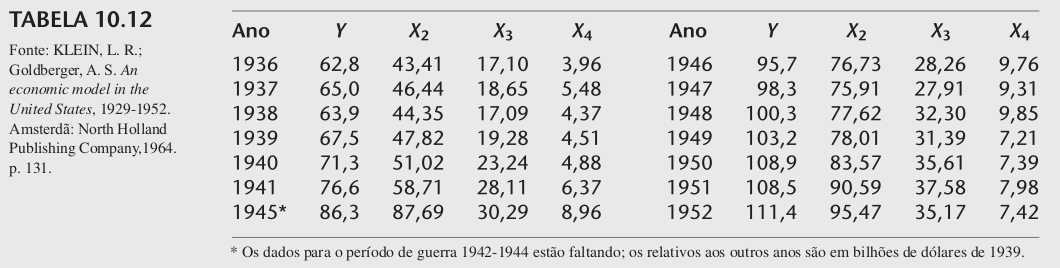 TABELA 10.12
Fonte: KLEIN, L. R.;
Goldberger, A. S. An
economic model in the
United States, 1929-1952.
Amsterdã: North Holland
Publishing Company,1964.
p. 131.
Ano Y X2 X3 X4 Ano Y X2 X3 X4
1936 62,8 43,41 17,10 3,96 1946 95,7 76,73 28,26 9,76
1937 65,0 46,44 18,65 5,48 1947 98,3 75,91 27,91 9,31
1938 63,9 44,35 17,09 4,37 1948 100,3 77,62 32,30 9,85
1939 67,5 47,82 19,28 4,51 1949 103,2 78,01 31,39 7,21
1940 71,3 51,02 23,24 4,88 1950 108,9 83,57 35,61 7,39
1941 76,6 58,71 28,11 6,37 1951 108,5 90,59 37,58 7,98
1945* 86,3 87,69 30,29 8,96 1952 111,4 95,47 35,17 7,42
* Os dados para o período de guerra 1942-1944 estão faltando; os relativos aos outros anos são em bilhões de dólares de 1939.